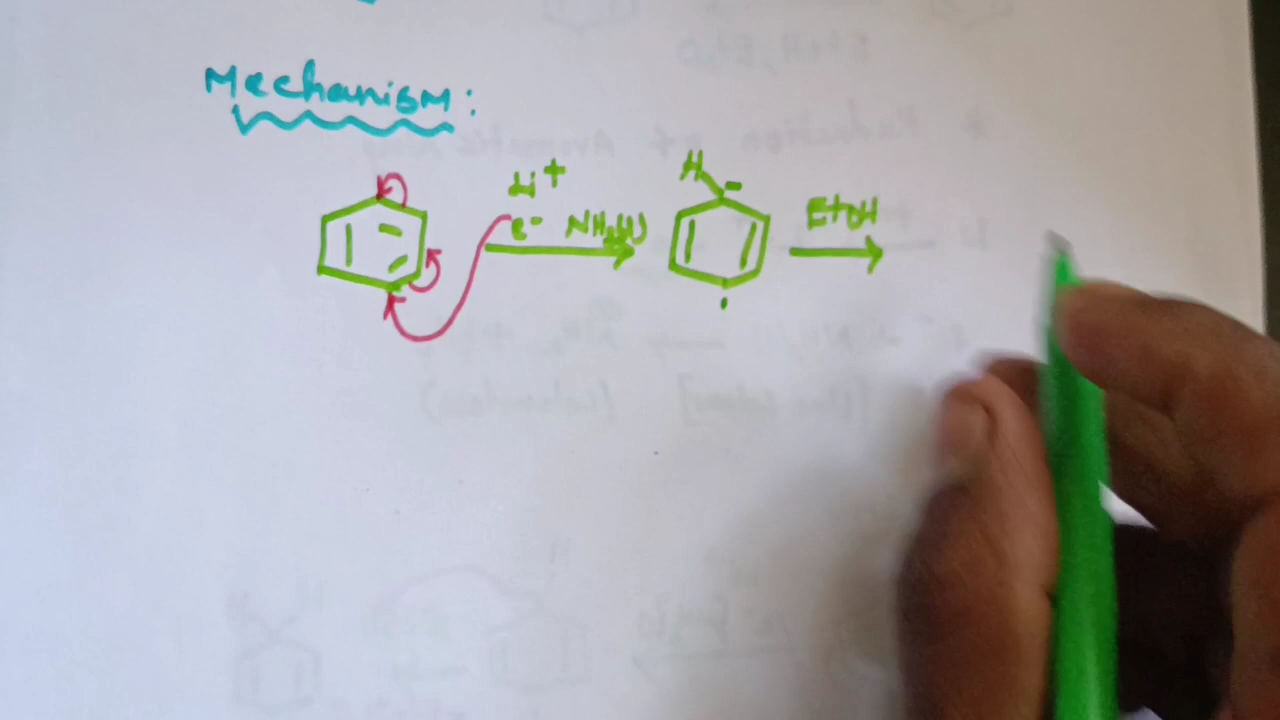 Mechanism:
Li+
e- NH3(l)
H
-
EtOH